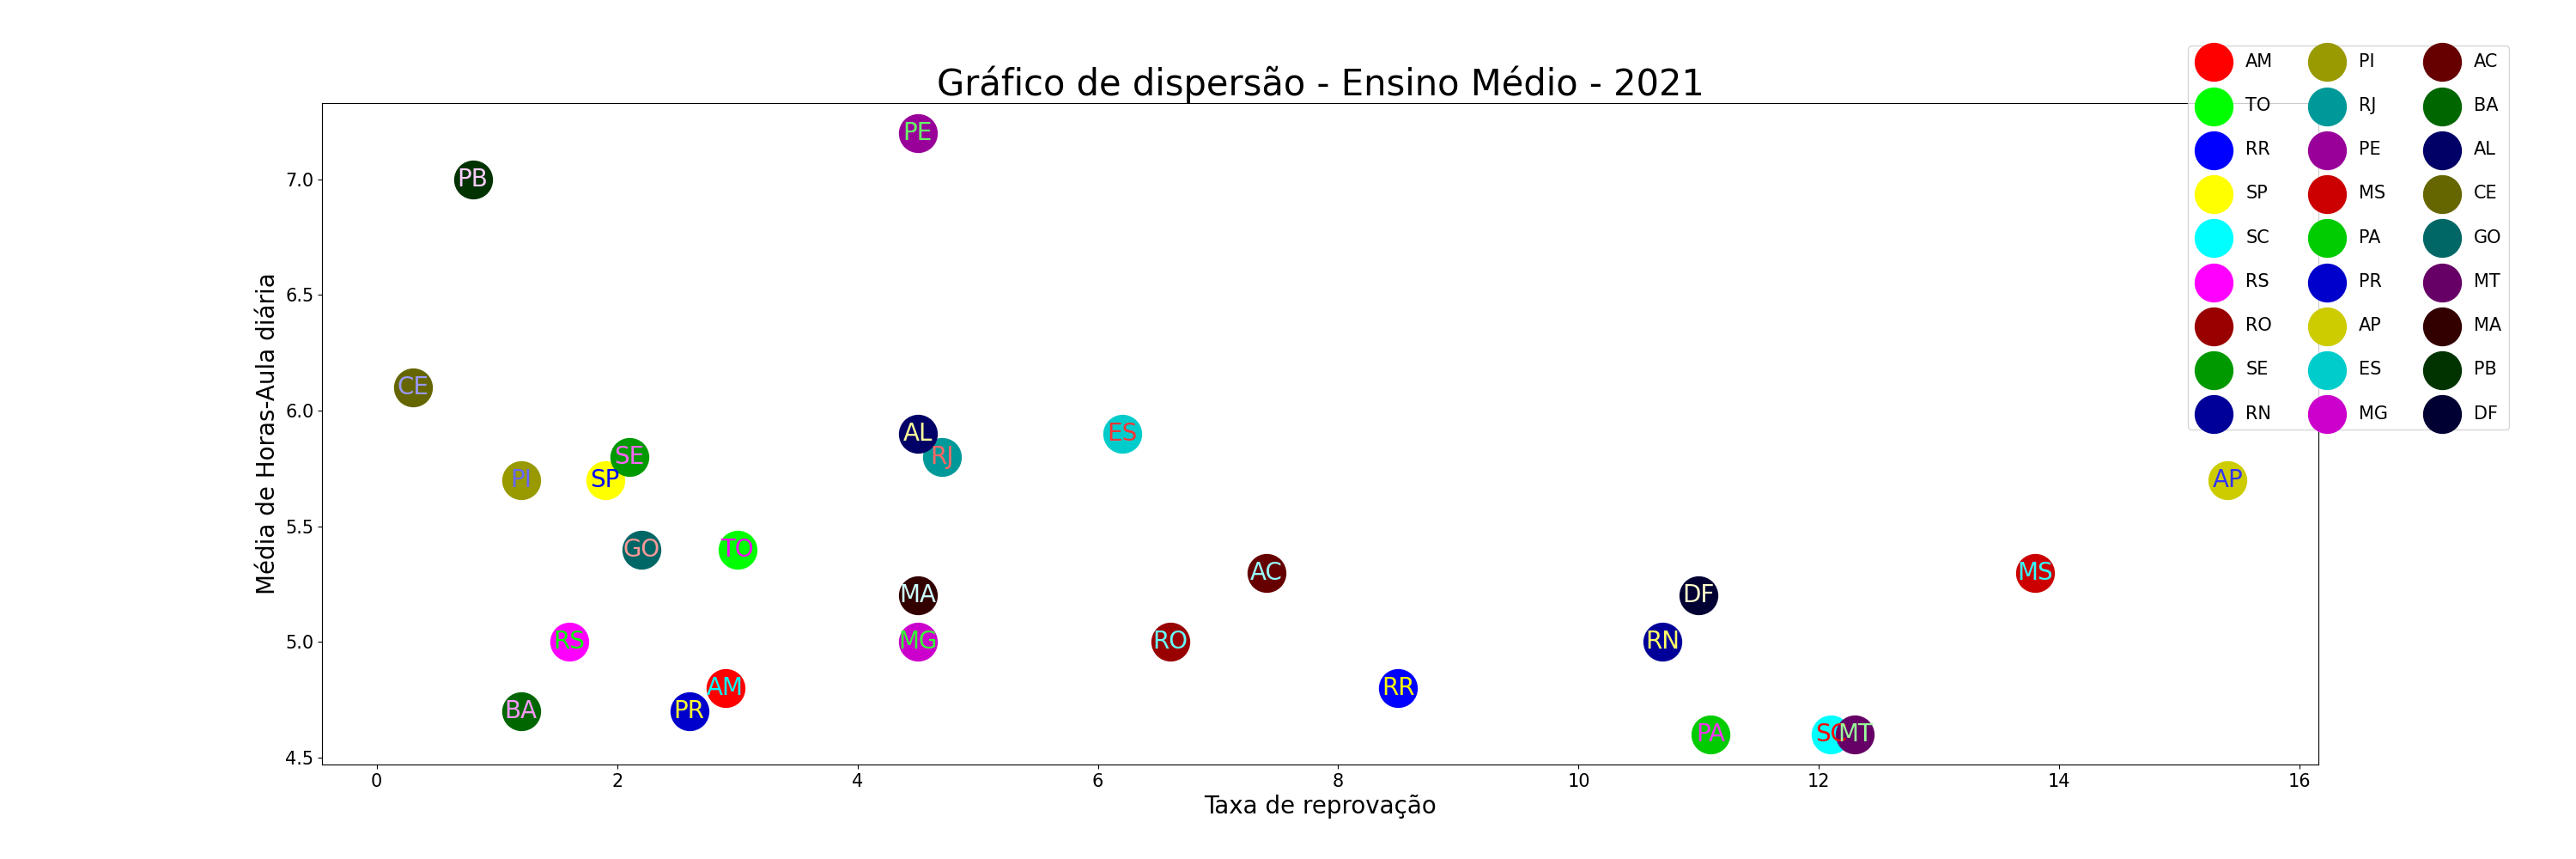 Gráfico de dispersão - Ensino Médio - 2021
AM PI AC
TO RJ BA
RR PE AL
SP MS CE
SC PA GO
RS PR MT
RO AP MA
SE ES PB
RN MG DF
Média de Horas-Aula diária
7.0
6.5
6.0
5.5
5.0
4.5
PE
PB
CE
AL ES
SE RJ
PI SP AP
GO TO
AC MS
MA DF
RS MG RO RN
AM RR
BA PR
PA SC MT
0 2 4 6 8 10 12 14 16
Taxa de reprovação